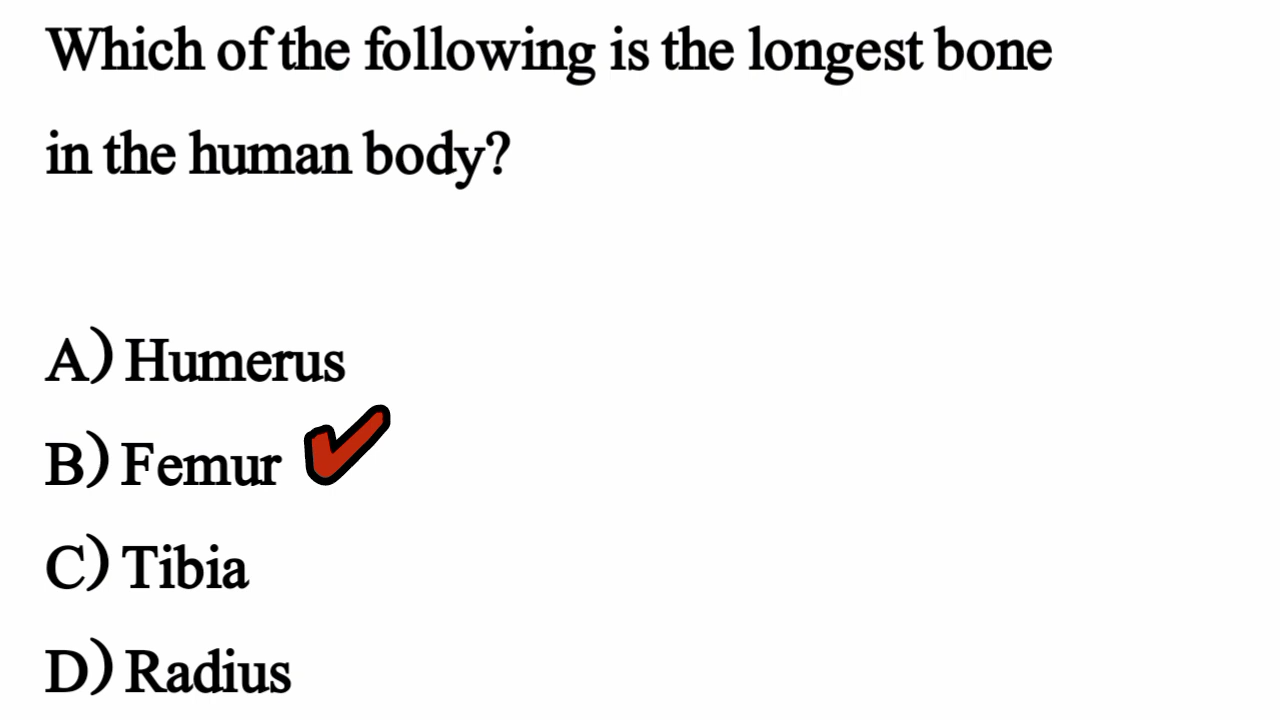 Which of the following is the longest bone
in the human body?
A) Humerus
B) Femur
C) Tibia
D) Radius